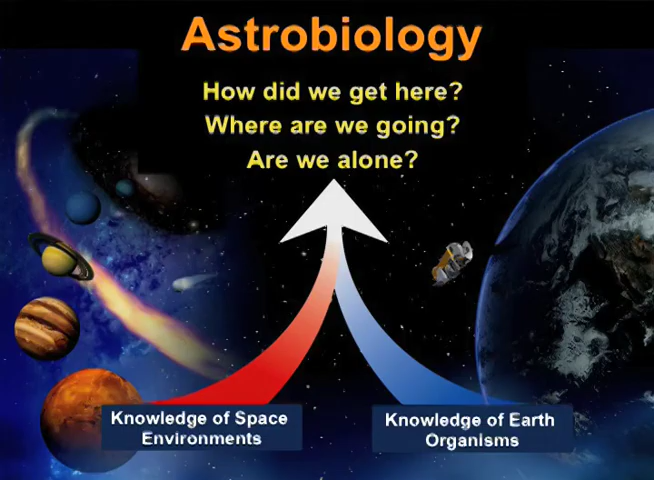 Astrobiology
How did we get here?
Where are we going?
Are we alone?
Knowledge of Space
Environments
Knowledge of Earth
Organisms